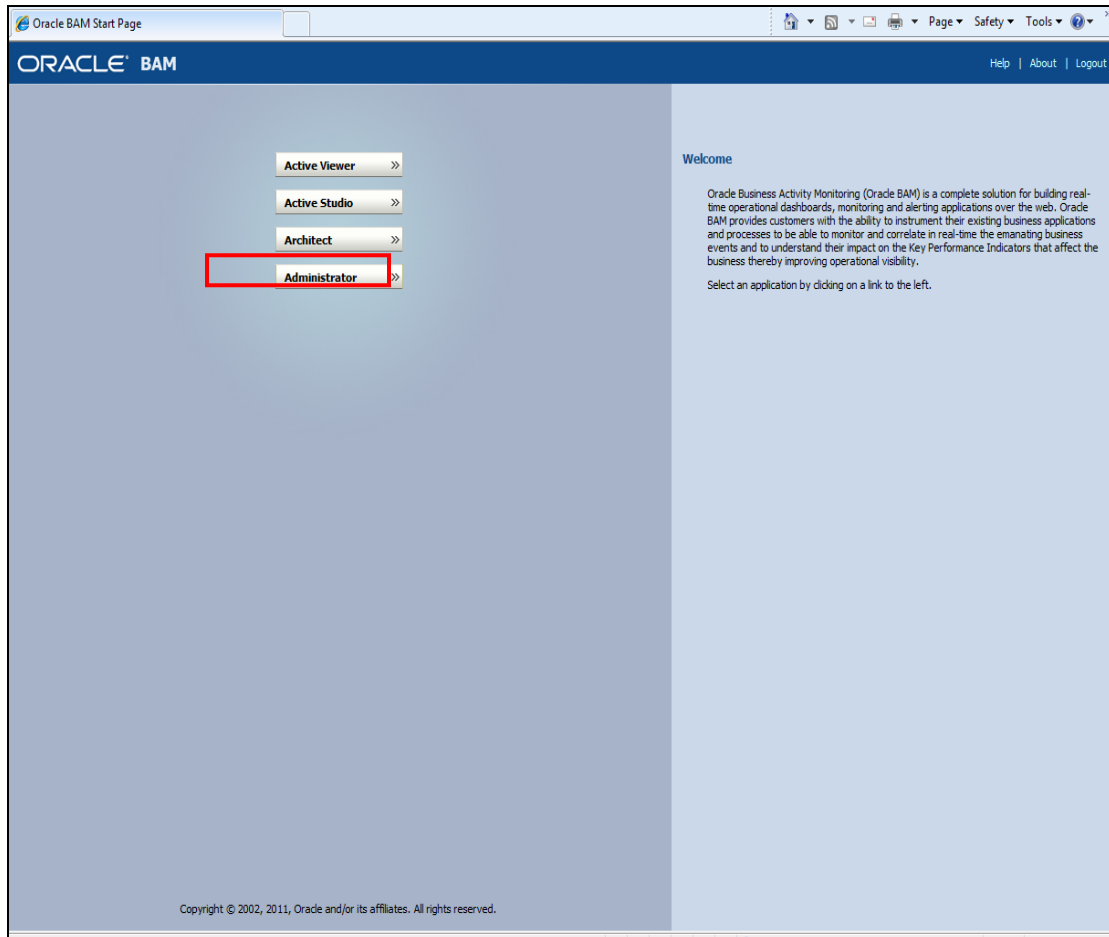 Oracle BAM Start Page
Page Safety Tools
ORACLE BAM
Help | About | Logout
Active Viewer »
Active Studio »
Architect »
Administrator »
Welcome
Oracle Business Activity Monitoring (Oracle BAM) is a complete solution for building real-
time operational dashboards, monitoring and alerting applications over the web. Oracle
BAM provides customers with the ability to instrument their existing business applications
and processes to be able to monitor and correlate in real-time the emanating business
events and to understand their impact on the Key Performance Indicators that affect the
business thereby improving operational visibility.
Select an application by clicking on a link to the left.
Copyright © 2002, 2011, Oracle and/or its affiliates. All rights reserved.